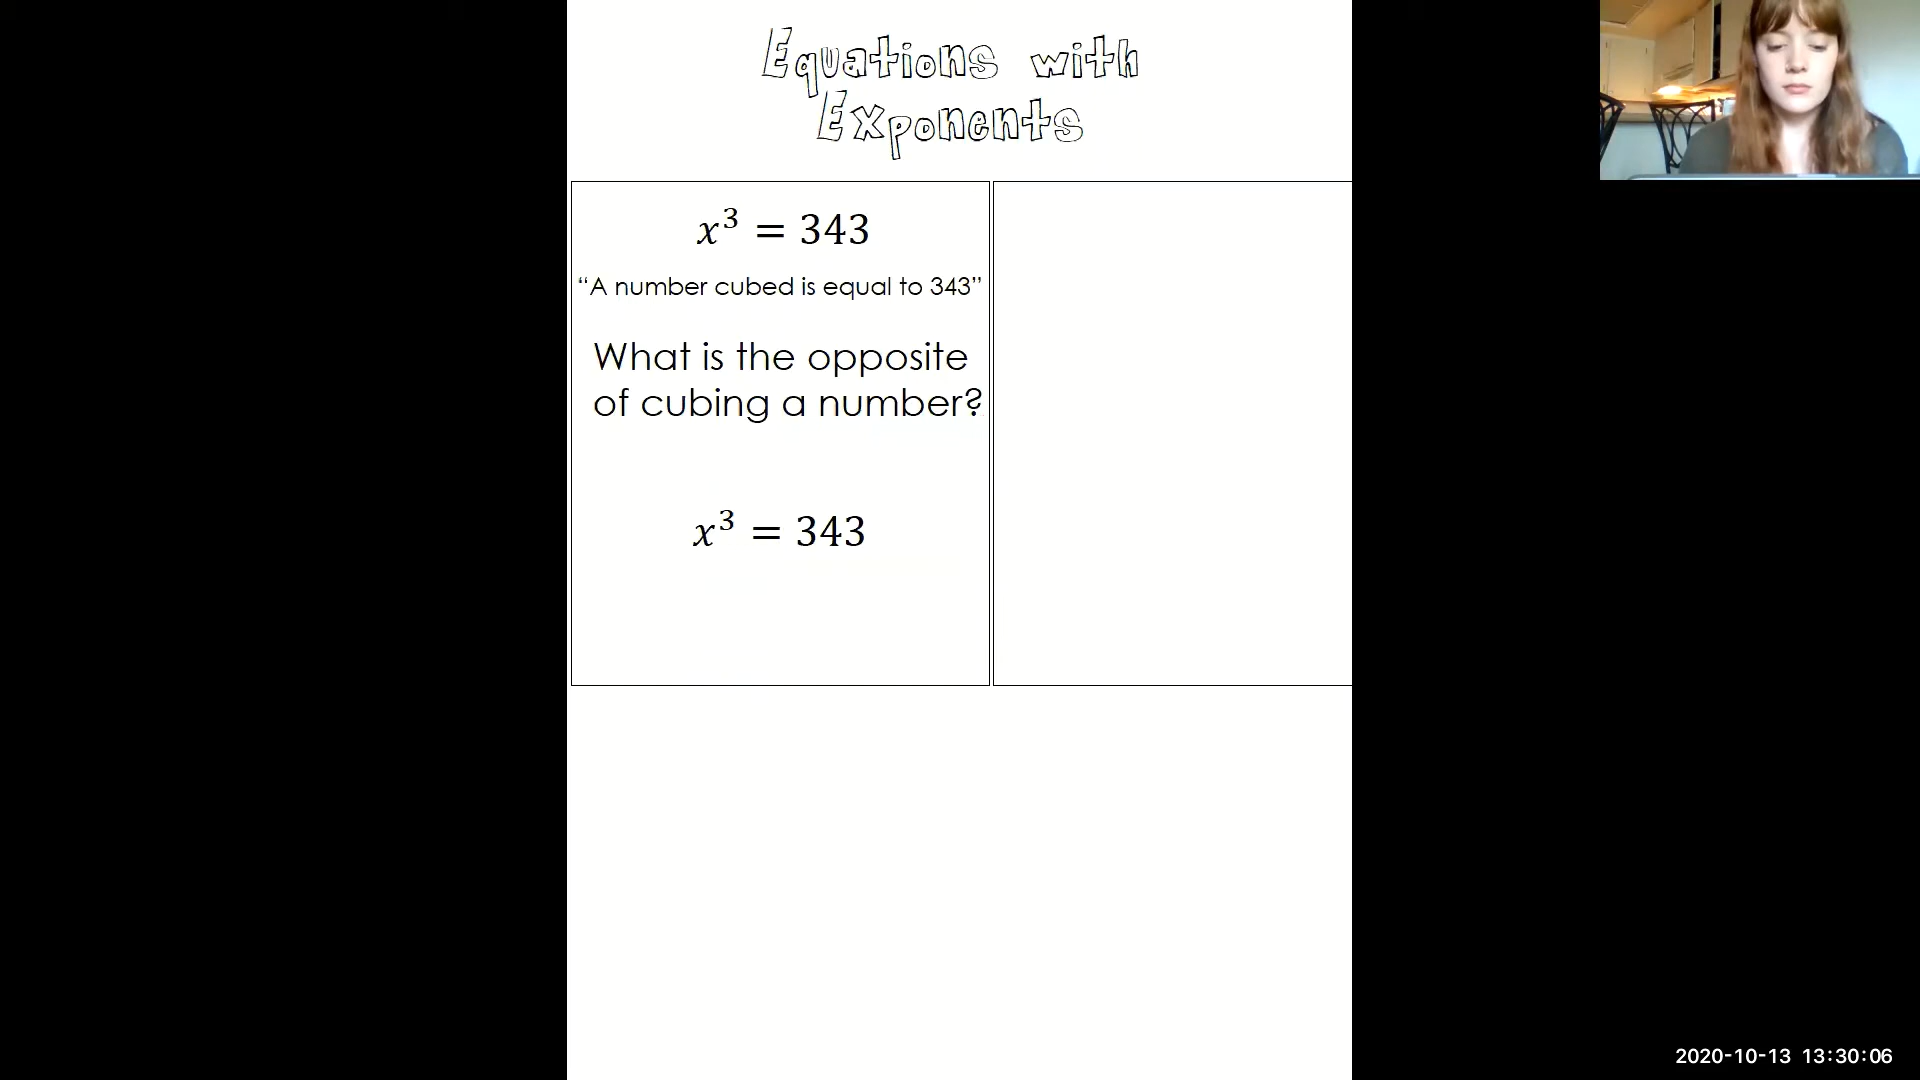 Equations with
Exponents
x³ = 343
“A number cubed is equal to 343”
What is the opposite
of cubing a number?
x³ = 343
2020-10-13 13:30:06